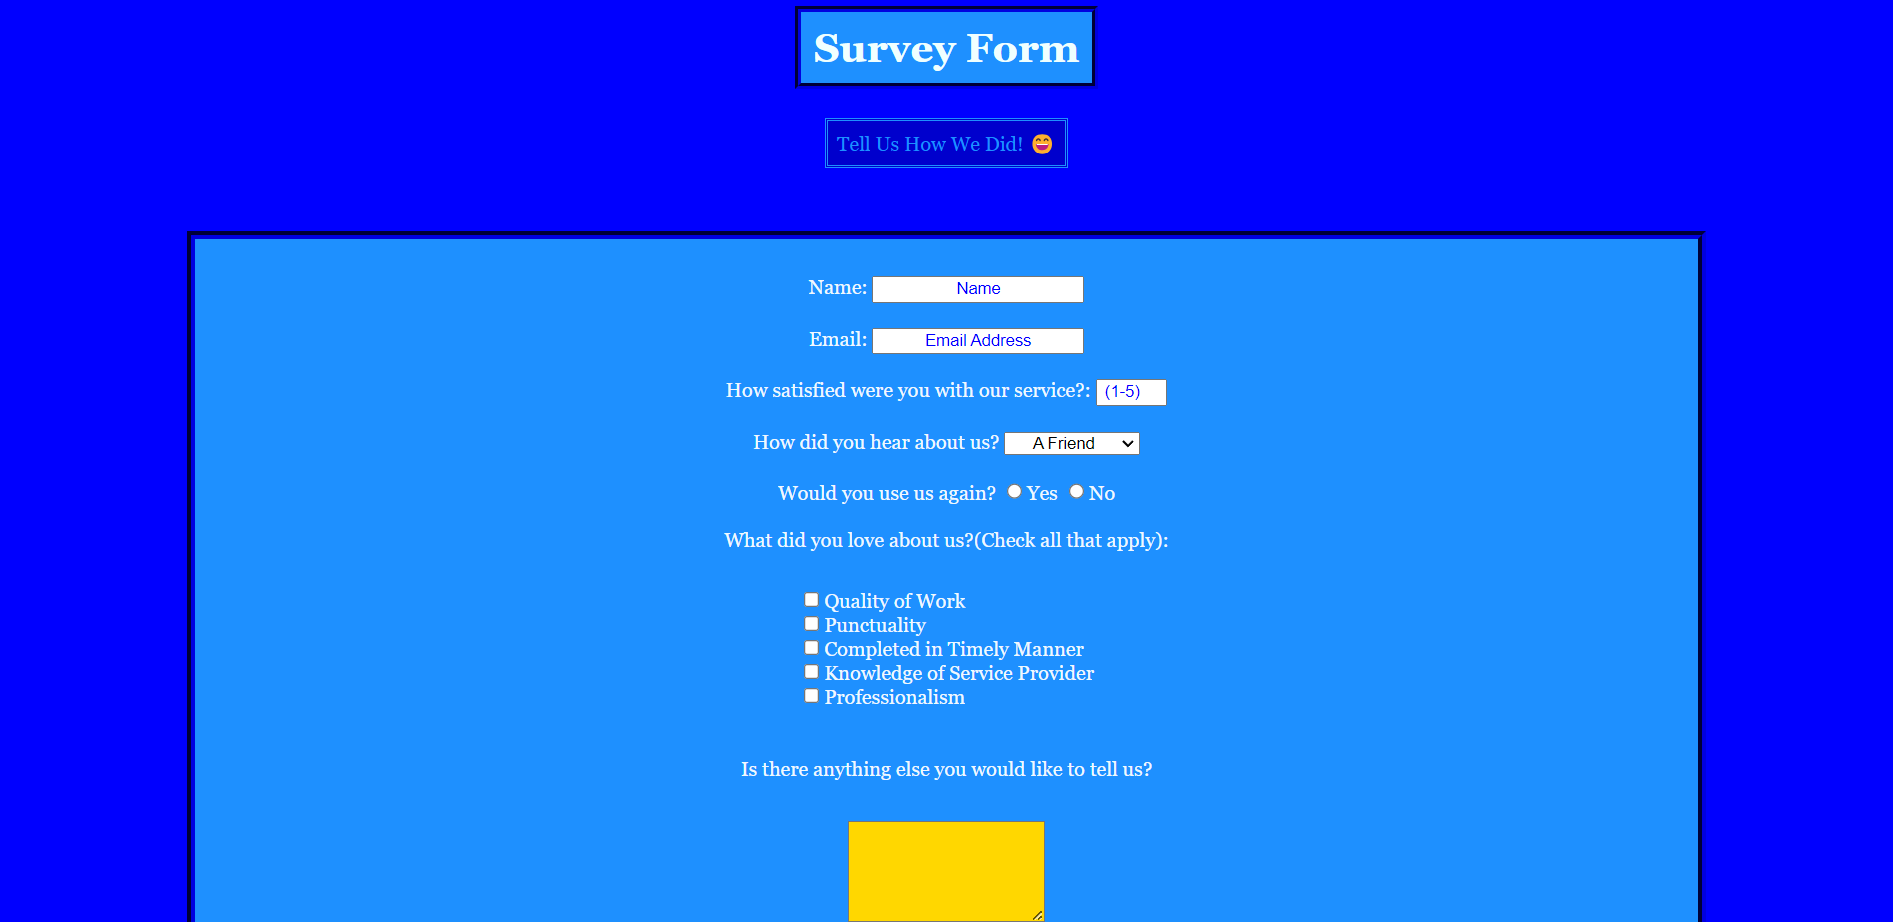 Survey Form
Tell Us How We Did! 😄
Name: Name
Email: Email Address
How satisfied were you with our service?: (1-5)
How did you hear about us? A Friend
Would you use us again? Yes No
What did you love about us?(Check all that apply):
Quality of Work
Punctuality
Completed in Timely Manner
Knowledge of Service Provider
Professionalism
Is there anything else you would like to tell us?